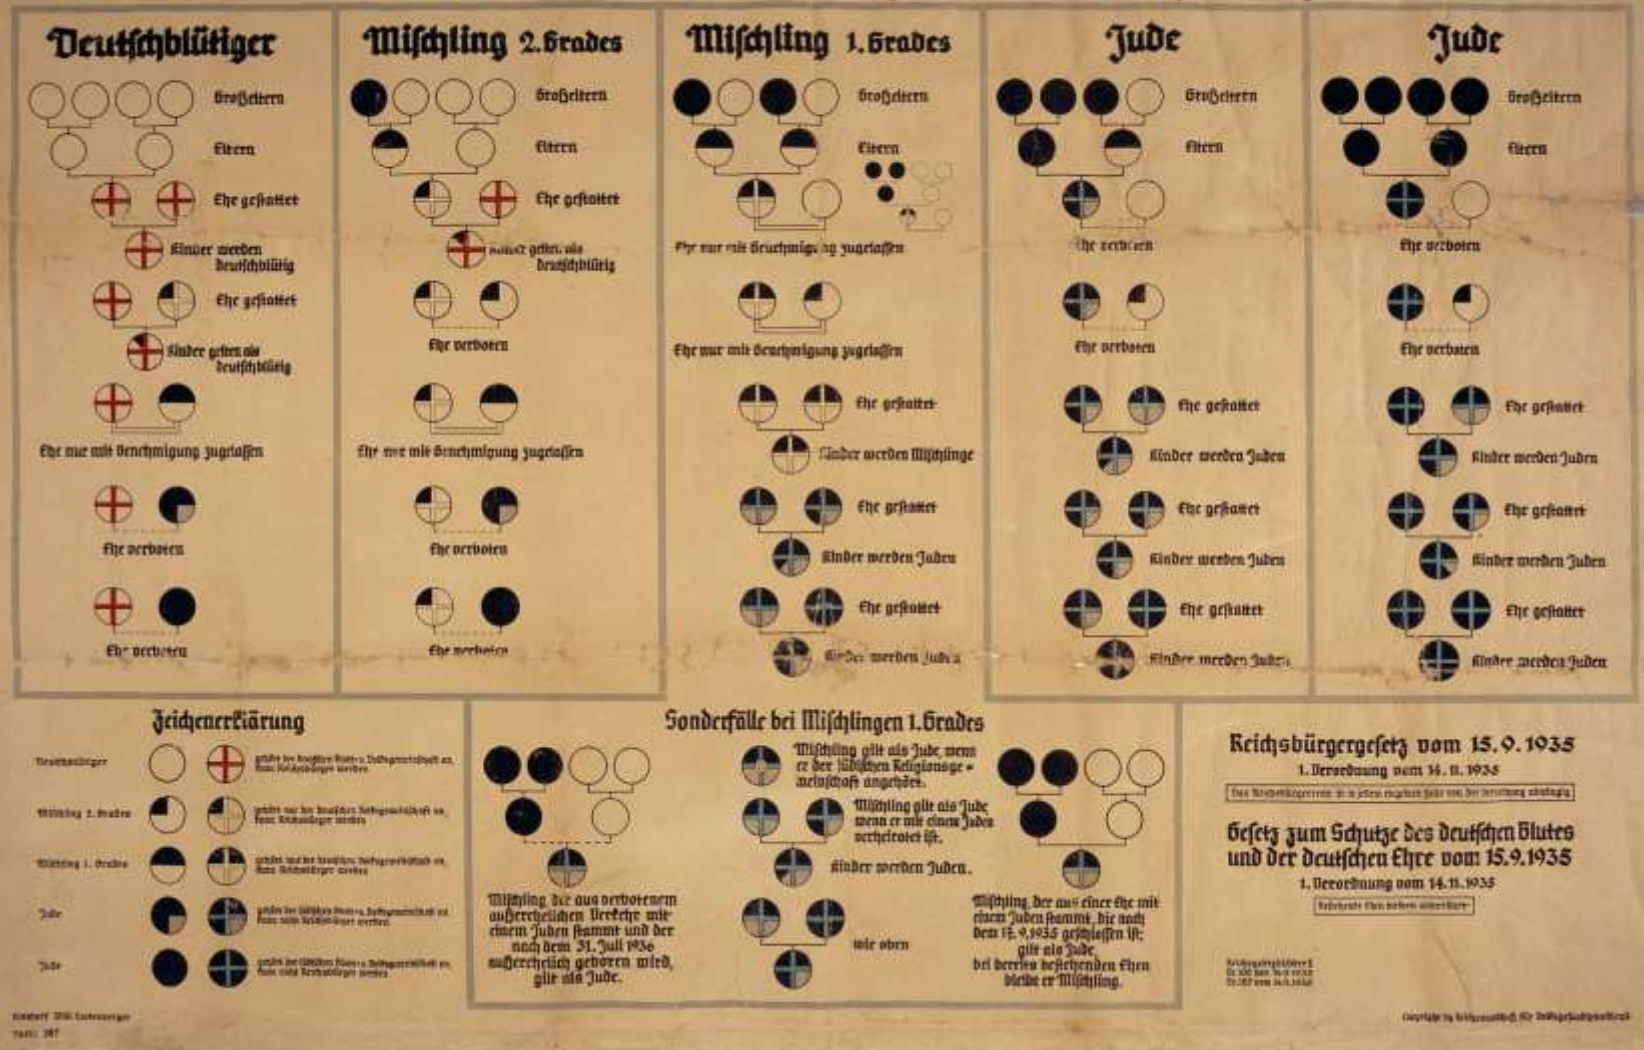 Deutschblütiger
Großeltern
Eltern
Ehe gestattet
Kinder werden
Deutschblütig
Ehe gestattet
Kinder gelten als
Deutschblütig
Ehe nur mit Genehmigung zugelassen
Ehe verboten
Ehe verboten
Mischling 2. Grades
Großeltern
Eltern
Ehe gestattet
gelten als
Deutschblütig
Ehe verboten
Ehe nur mit Genehmigung zugelassen
Ehe verboten
Ehe verboten
Mischling 1. Grades
Großeltern
Eltern
Ehe nur mit Genehmigung zugelassen
Ehe nur mit Genehmigung zugelassen
Ehe gestattet
Kinder werden Mischlinge
Ehe gestattet
Kinder werden Juden
Ehe gestattet
Kinder werden Juden
Jude
Großeltern
Eltern
Ehe verboten
Ehe verboten
Ehe gestattet
Kinder werden Juden
Ehe gestattet
Kinder werden Juden
Ehe gestattet
Kinder werden Juden
Jude
Großeltern
Eltern
Ehe verboten
Ehe verboten
Ehe gestattet
Kinder werden Juden
Ehe gestattet
Kinder werden Juden
Ehe gestattet
Kinder werden Juden
Zeichenerklärung
Deutschblütiger
Mischling 2. Grades
Mischling 1. Grades
Jude
Jude
Sonderfälle bei Mischlingen 1. Grades
Mischling, der aus verbotenem
außerehelichen Verkehr mit
einem Juden stammt und der
nach dem 31. Juli 1936
außerehelich geboren wird,
gilt als Jude.
Mischling gilt als Jude, wenn
er der jüdischen Religionsge-
meinschaft angehört.
Mischling gilt als Jude
wenn er mit einem Juden
verheiratet ist.
Kinder werden Juden.
wie oben
Mischling, der aus einer Ehe mit
einem Juden stammt, die nach
dem 17.9.1935 geschlossen ist;
gilt als Jude,
bei bereits bestehenden Ehen
bleibt er Mischling.
Reichsbürgergesetz vom 15.9.1935
1. Verordnung vom 14.11.1935
Gesetz zum Schutze des deutschen Blutes
und der deutschen Ehre vom 15.9.1935
1. Verordnung vom 14.11.1935